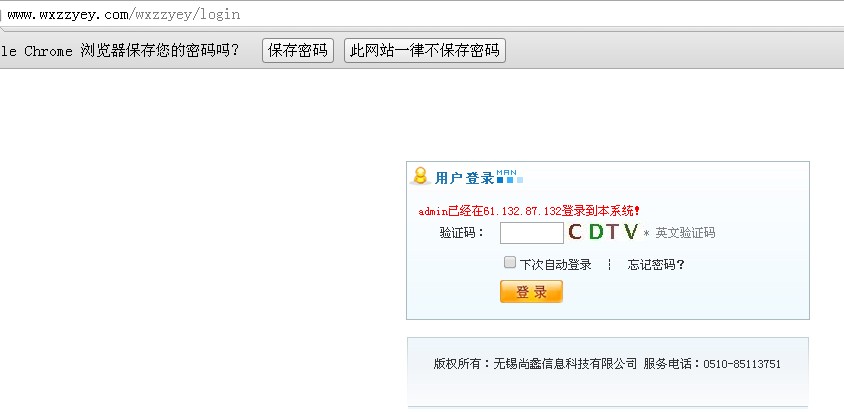 www.wxzzyey.com/wxzzyey/login
le Chrome 浏览器保存您的密码吗? 保存密码 此网站一律不保存密码
用户登录 MAN
admin已经在61.132.87.132登录到本系统!
验证码： CDTV * 英文验证码
下次自动登录 ┆ 忘记密码?
登 录
版权所有：无锡尚鑫信息科技有限公司 服务电话：0510-85113751